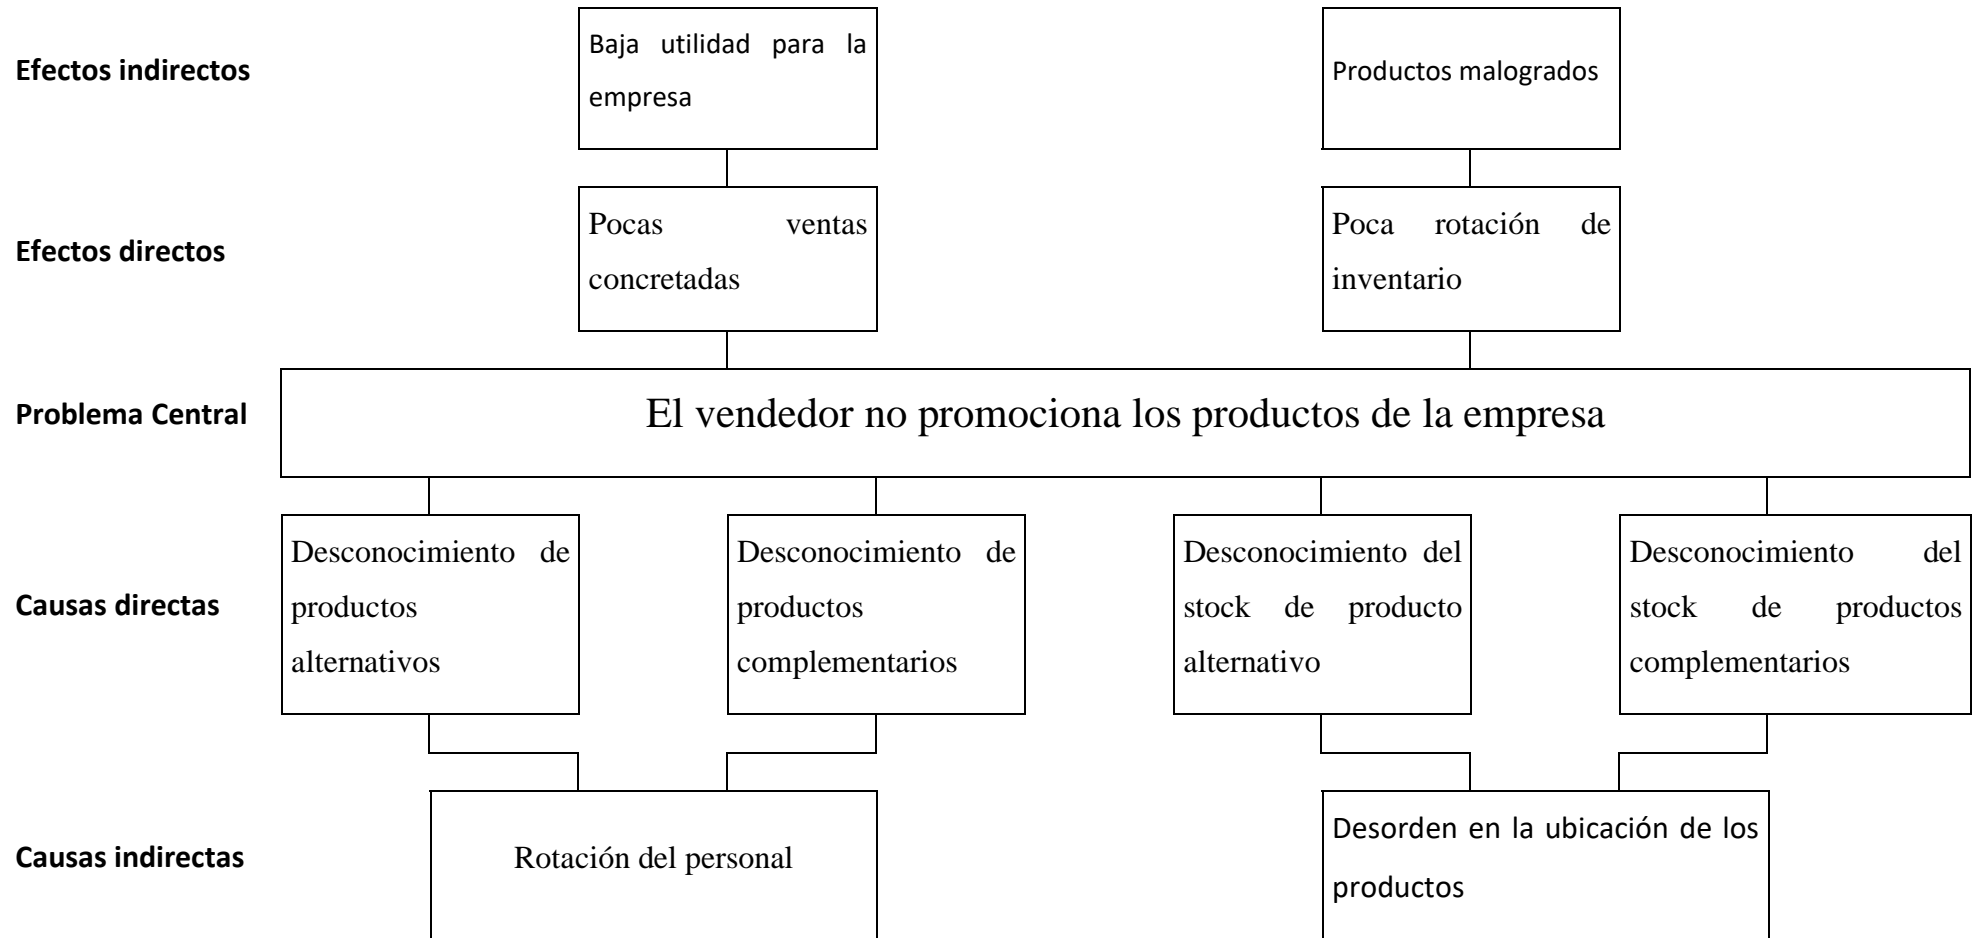 Efectos indirectos
Baja utilidad para la
empresa
Productos malogrados
Efectos directos
Pocas ventas
concretadas
Poca rotación de
inventario
Problema Central
El vendedor no promociona los productos de la empresa
Causas directas
Desconocimiento de
productos
alternativos
Desconocimiento de
productos
complementarios
Desconocimiento del
stock de producto
alternativo
Desconocimiento del
stock de productos
complementarios
Causas indirectas
Rotación del personal
Desorden en la ubicación de los
productos